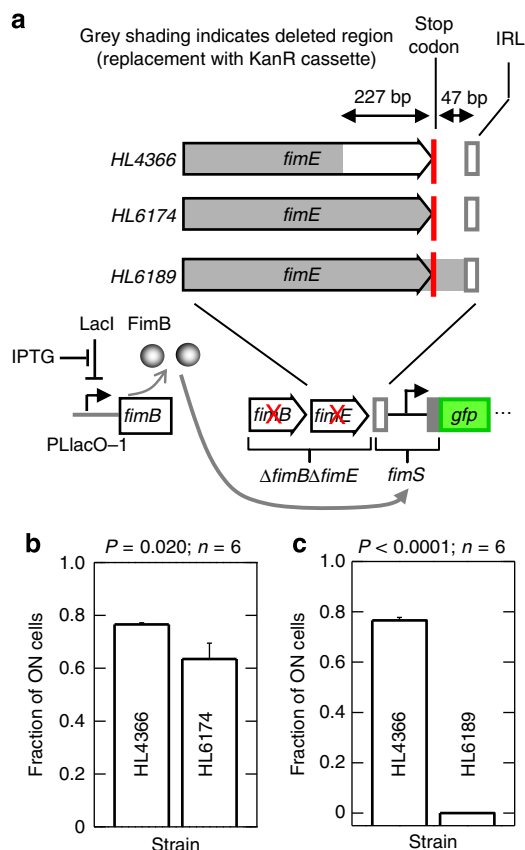 a
Grey shading indicates deleted region
(replacement with KanR cassette)
Stop
codon
IRL
227 bp
47 bp
HL4366
fimE
HL6174
fimE
HL6189
fimE
LacI
FimB
IPTG
fimB
PLlacO–1
fimB
fimE
gfp
...
ΔfimBΔfimE
fimS
b
P = 0.020; n = 6
Fraction of ON cells
1.0
0.8
0.6
0.4
0.2
0
HL4366
HL6174
Strain
c
P < 0.0001; n = 6
Fraction of ON cells
1.0
0.8
0.6
0.4
0.2
0
HL4366
HL6189
Strain